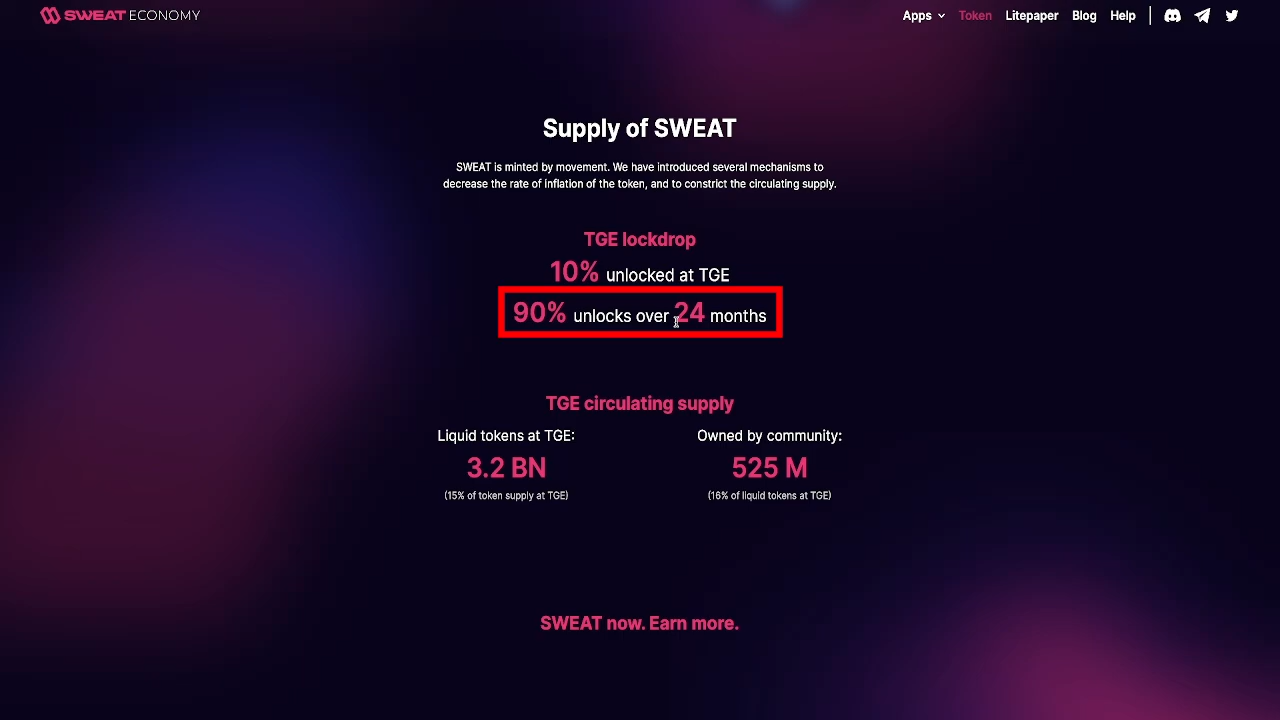 SWEAT ECONOMY
Apps Token Litepaper Blog Help
Supply of SWEAT
SWEAT is minted by movement. We have introduced several mechanisms to
decrease the rate of inflation of the token, and to constrict the circulating supply.
TGE lockdrop
10% unlocked at TGE
90% unlocks over 24 months
TGE circulating supply
Liquid tokens at TGE:
3.2 BN
(15% of token supply at TGE)
Owned by community:
525 M
(16% of liquid tokens at TGE)
SWEAT now. Earn more.